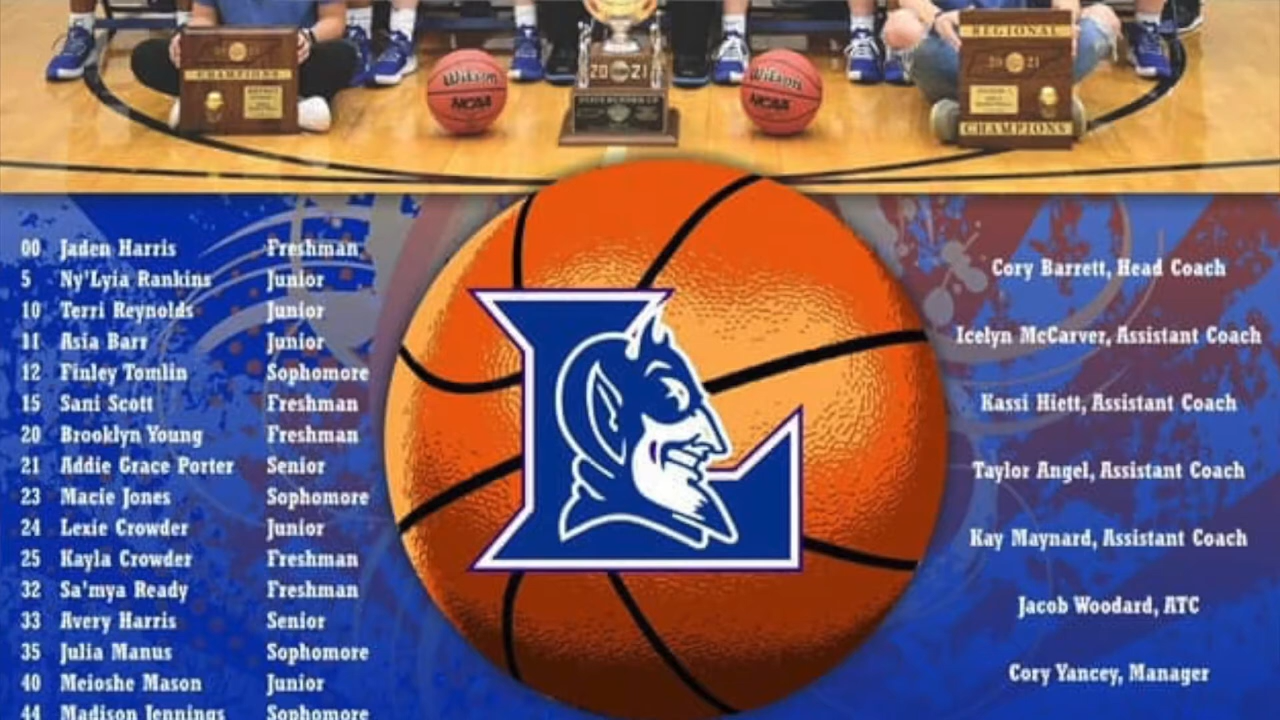 CHAMPIONS
Wilson
NCAA
2021
Wilson
NCAA
REGIONAL
2021
CHAMPIONS
00 Jaden Harris Freshman
5 Ny'Lyia Rankins Junior
10 Terri Reynolds Junior
11 Asia Barr Junior
12 Finley Tomlin Sophomore
15 Sani Scott Freshman
20 Brooklyn Young Freshman
21 Addie Grace Porter Senior
23 Macie Jones Sophomore
24 Lexie Crowder Junior
25 Kayla Crowder Freshman
32 Sa'mya Ready Freshman
33 Avery Harris Senior
35 Julia Manus Sophomore
40 Meioshe Mason Junior
44 Madison Jennings Sophomore
L
Cory Barrett, Head Coach
Icelyn McCarver, Assistant Coach
Kassi Hiett, Assistant Coach
Taylor Angel, Assistant Coach
Kay Maynard, Assistant Coach
Jacob Woodard, ATC
Cory Yancey, Manager